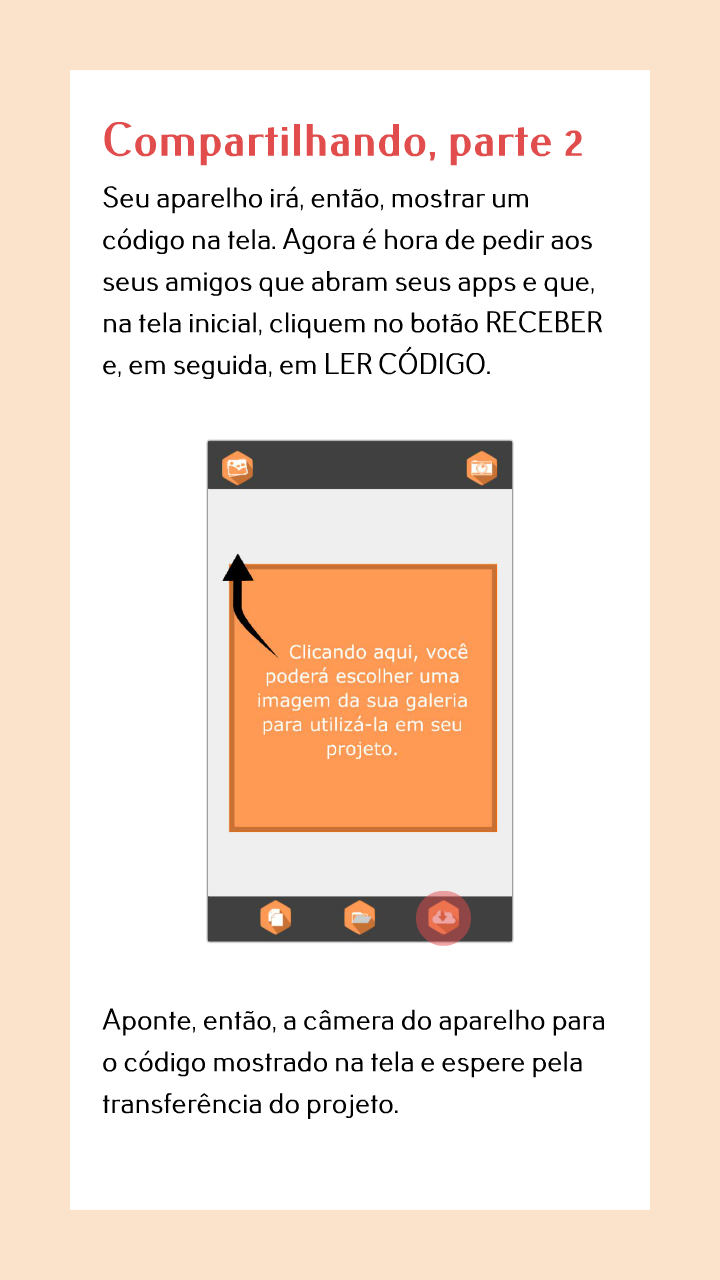 Compartilhando, parte 2
Seu aparelho irá, então, mostrar um
código na tela. Agora é hora de pedir aos
seus amigos que abram seus apps e que,
na tela inicial, cliquem no botão RECEBER
e, em seguida, em LER CÓDIGO.
Clicando aqui, você
poderá escolher uma
imagem da sua galeria
para utilizá-la em seu
projeto.
Aponte, então, a câmera do aparelho para
o código mostrado na tela e espere pela
transferência do projeto.